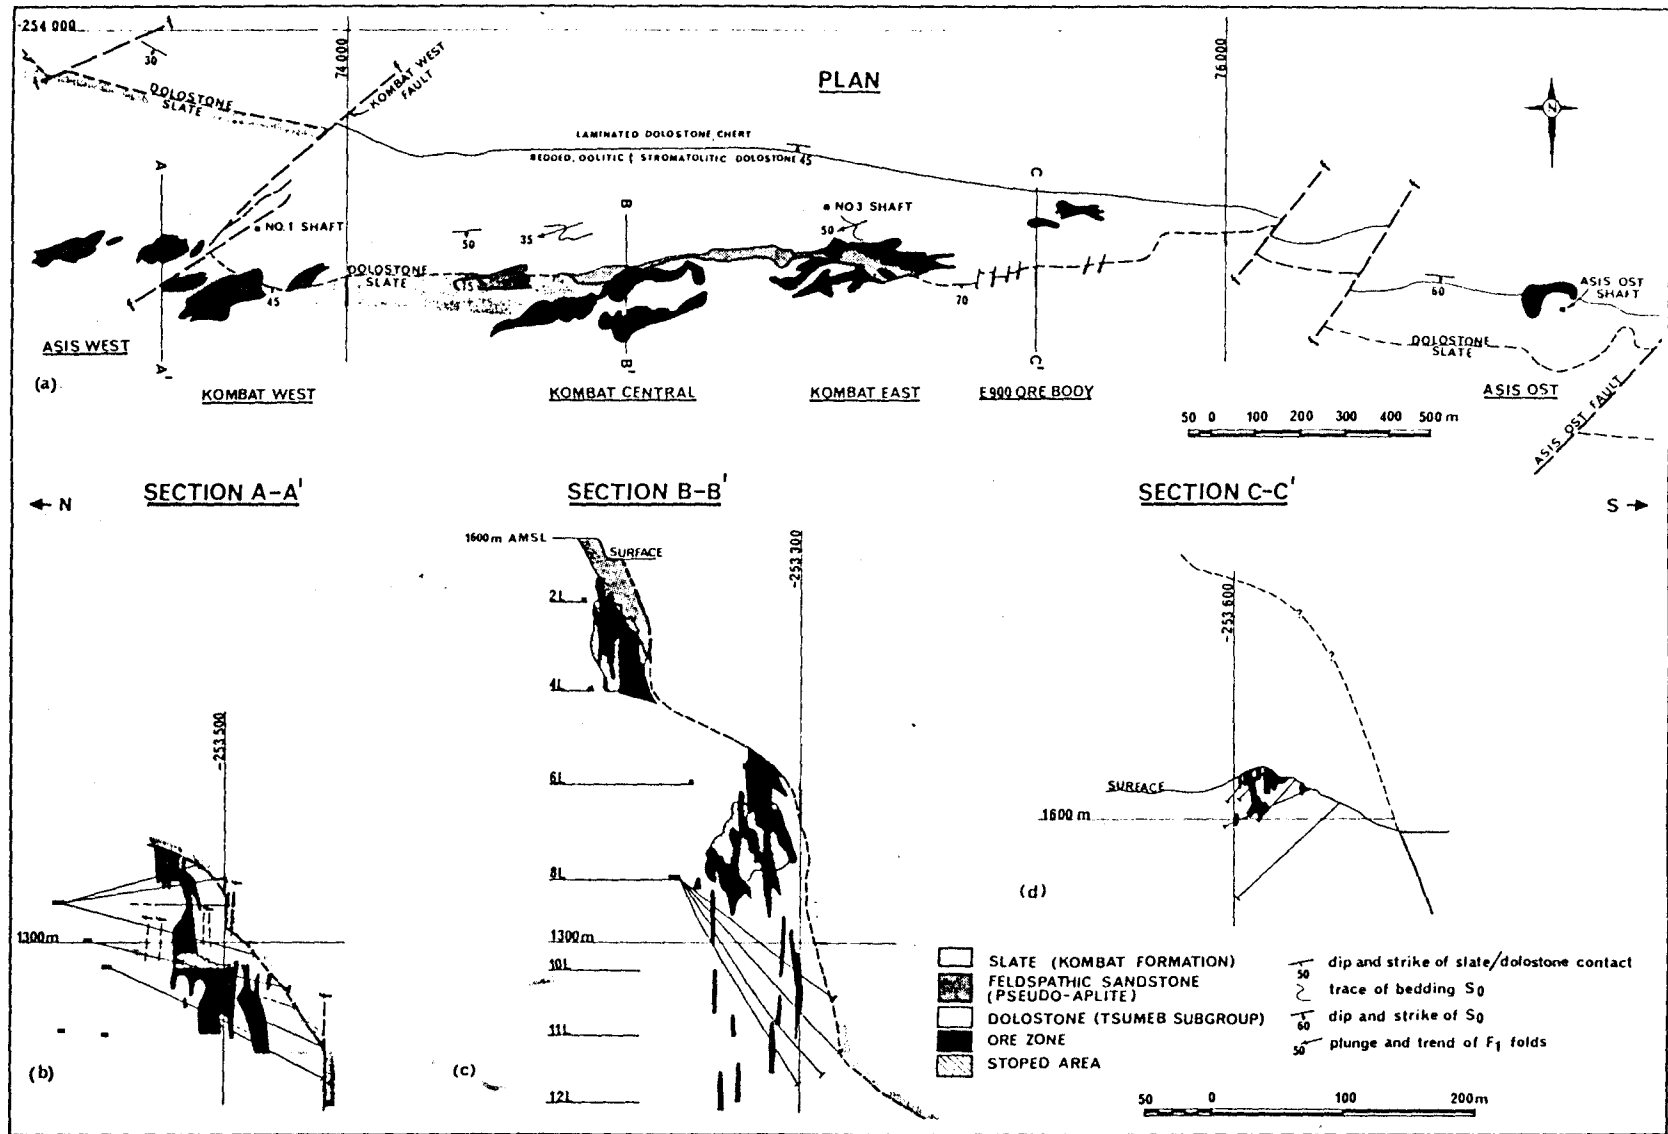 -254 000
74 000
76 000
PLAN
N
30
f
f
KOMBAT WEST
FAULT
f
DOLOSTONE
SLATE
LAMINATED DOLOSTONE, CHERT
BEDDED, OOLITIC & STROMATOLITIC DOLOSTONE 45
A
B
C
f
f
NO. 1 SHAFT
NO 3 SHAFT
50
35
50
DOLOSTONE
SLATE
75
45
70
f
f
f
60
ASIS OST
SHAFT
DOLOSTONE
SLATE
ASIS WEST
A'
B'
C'
(a)
KOMBAT WEST
KOMBAT CENTRAL
KOMBAT EAST
E900 ORE BODY
ASIS OST
ASIS OST FAULT
50 0 100 200 300 400 500 m
SECTION A-A'
SECTION B-B'
SECTION C-C'
← N
S →
1600m AMSL
SURFACE
-253 300
2L
4L
6L
8L
1300m
10L
11L
12L
(c)
-253 500
1300m
(b)
-253 600
?
?
SURFACE
1600 m
(d)
SLATE (KOMBAT FORMATION)
FELDSPATHIC SANDSTONE
(PSEUDO-APLITE)
DOLOSTONE (TSUMEB SUBGROUP)
ORE ZONE
STOPED AREA
50 dip and strike of slate/dolostone contact
trace of bedding S0
60 dip and strike of S0
50 plunge and trend of F1 folds
50 0 100 200m